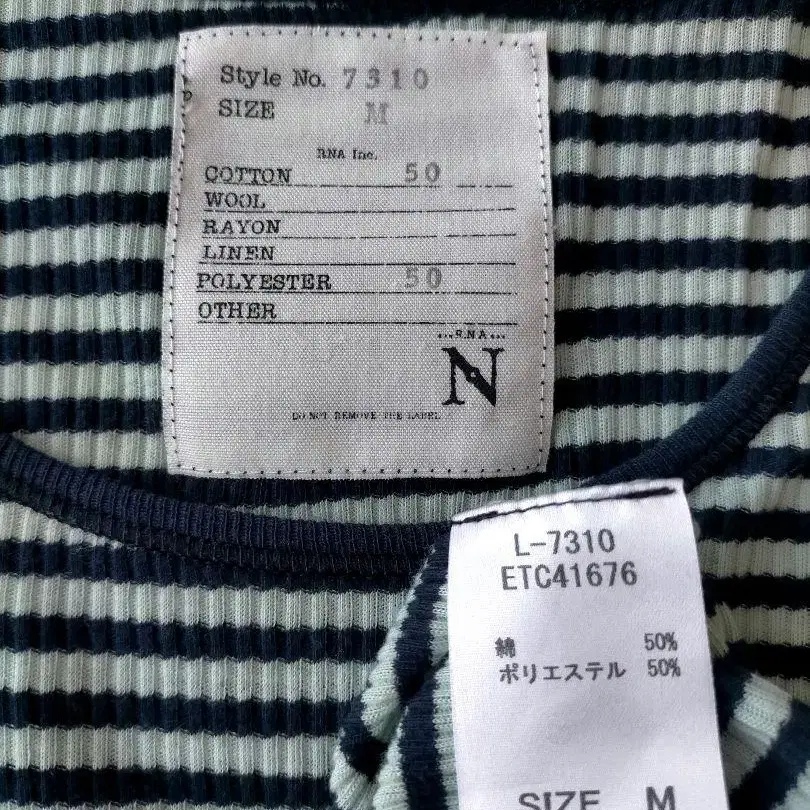 Style No. 7310
SIZE M
RNA Inc.
COTTON 50
WOOL
RAYON
LINEN
POLYESTER 50
OTHER
...R.N.A...
N
DO NOT REMOVE THE LABEL
L-7310
ETC41676
綿 50%
ポリエステル 50%
SIZE M